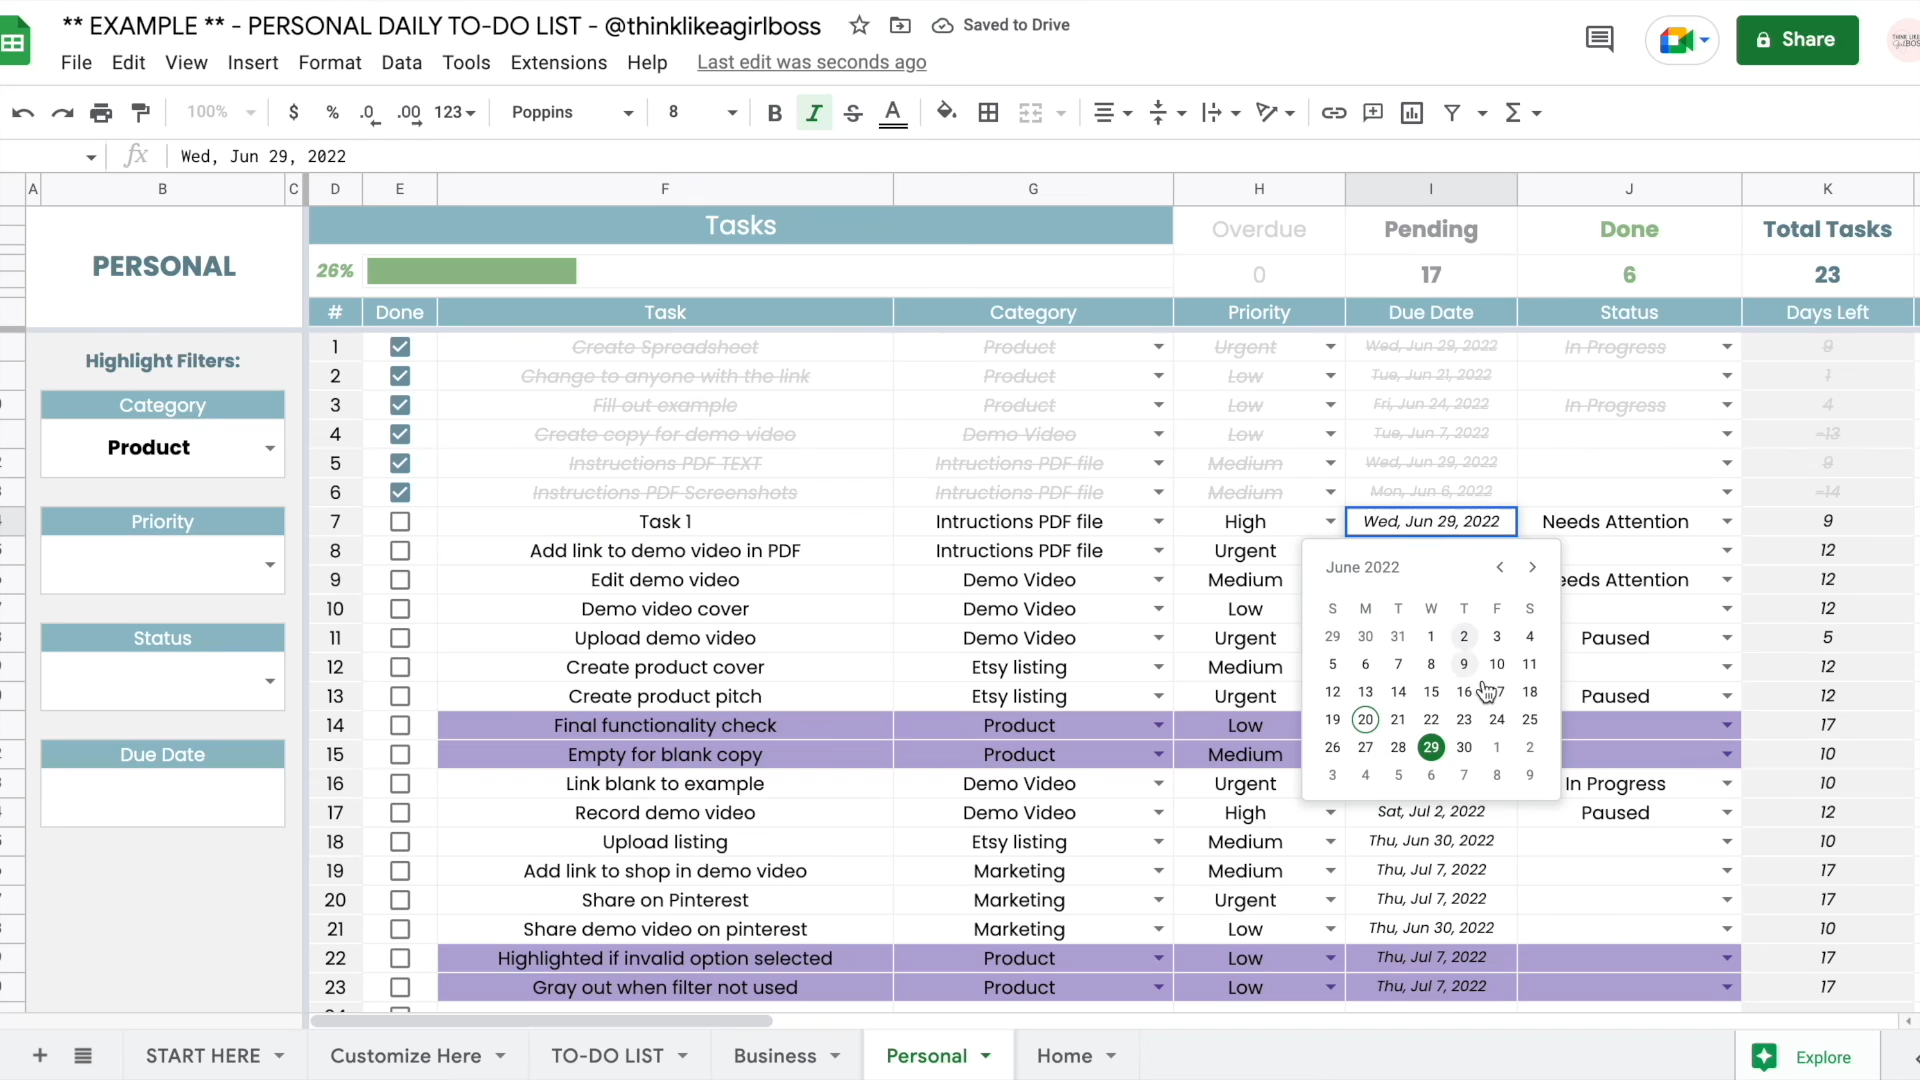 ** EXAMPLE ** - PERSONAL DAILY TO-DO LIST - @thinklikeagirlboss Saved to Drive
Share
File Edit View Insert Format Data Tools Extensions Help Last edit was seconds ago
100% $ % .0 .00 123 Poppins 8 B I S A
fx Wed, Jun 29, 2022
A B C D E F G H I J K
PERSONAL
Tasks Overdue Pending Done Total Tasks
26% 0 17 6 23
# Done Task Category Priority Due Date Status Days Left
Highlight Filters:
Category
Product
Priority
Status
Due Date
1 Create Spreadsheet Product Urgent Wed, Jun 29, 2022 In Progress 9
2 Change to anyone with the link Product Low Tue, Jun 21, 2022 1
3 Fill out example Product Low Fri, Jun 24, 2022 In Progress 4
4 Create copy for demo video Demo Video Low Tue, Jun 7, 2022 -13
5 Instructions PDF TEXT Intructions PDF file Medium Wed, Jun 29, 2022 9
6 Instructions PDF Screenshots Intructions PDF file Medium Mon, Jun 6, 2022 -14
7 Task 1 Intructions PDF file High Wed, Jun 29, 2022 Needs Attention 9
8 Add link to demo video in PDF Intructions PDF file Urgent 12
9 Edit demo video Demo Video Medium eeds Attention 12
10 Demo video cover Demo Video Low 12
11 Upload demo video Demo Video Urgent Paused 5
12 Create product cover Etsy listing Medium 12
13 Create product pitch Etsy listing Urgent Paused 12
14 Final functionality check Product Low 17
15 Empty for blank copy Product Medium 10
16 Link blank to example Demo Video Urgent In Progress 10
17 Record demo video Demo Video High Sat, Jul 2, 2022 Paused 12
18 Upload listing Etsy listing Medium Thu, Jun 30, 2022 10
19 Add link to shop in demo video Marketing Medium Thu, Jul 7, 2022 17
20 Share on Pinterest Marketing Urgent Thu, Jul 7, 2022 17
21 Share demo video on pinterest Marketing Low Thu, Jun 30, 2022 10
22 Highlighted if invalid option selected Product Low Thu, Jul 7, 2022 17
23 Gray out when filter not used Product Low Thu, Jul 7, 2022 17
June 2022
S M T W T F S
29 30 31 1 2 3 4
5 6 7 8 9 10 11
12 13 14 15 16 17 18
19 20 21 22 23 24 25
26 27 28 29 30 1 2
3 4 5 6 7 8 9
START HERE Customize Here TO-DO LIST Business Personal Home Explore